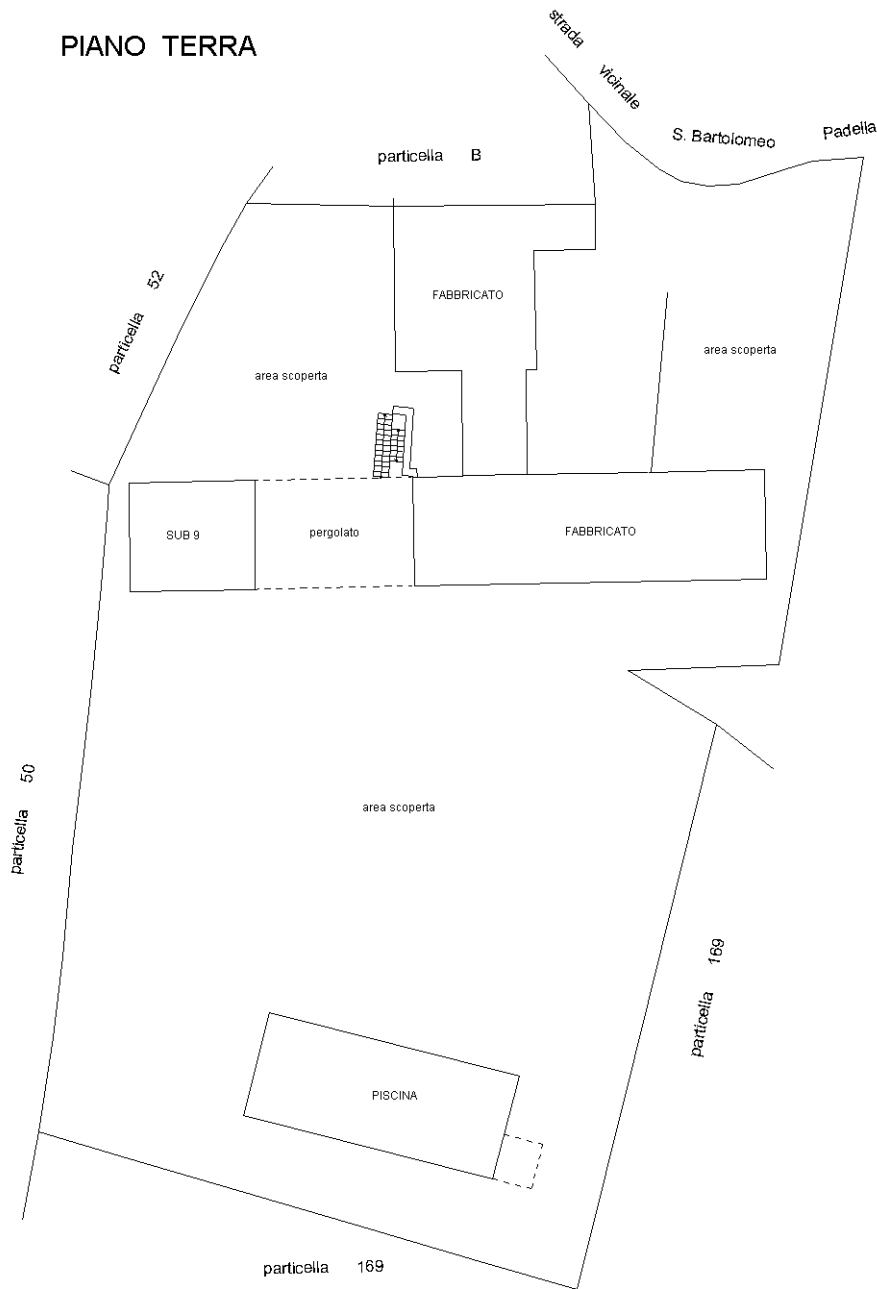 PIANO TERRA
strada vicinale S. Bartolomeo Padella
particella B
particella 52
FABBRICATO
area scoperta
area scoperta
SUB 9
pergolato
FABBRICATO
particella 50
area scoperta
particella 169
PISCINA
particella 169